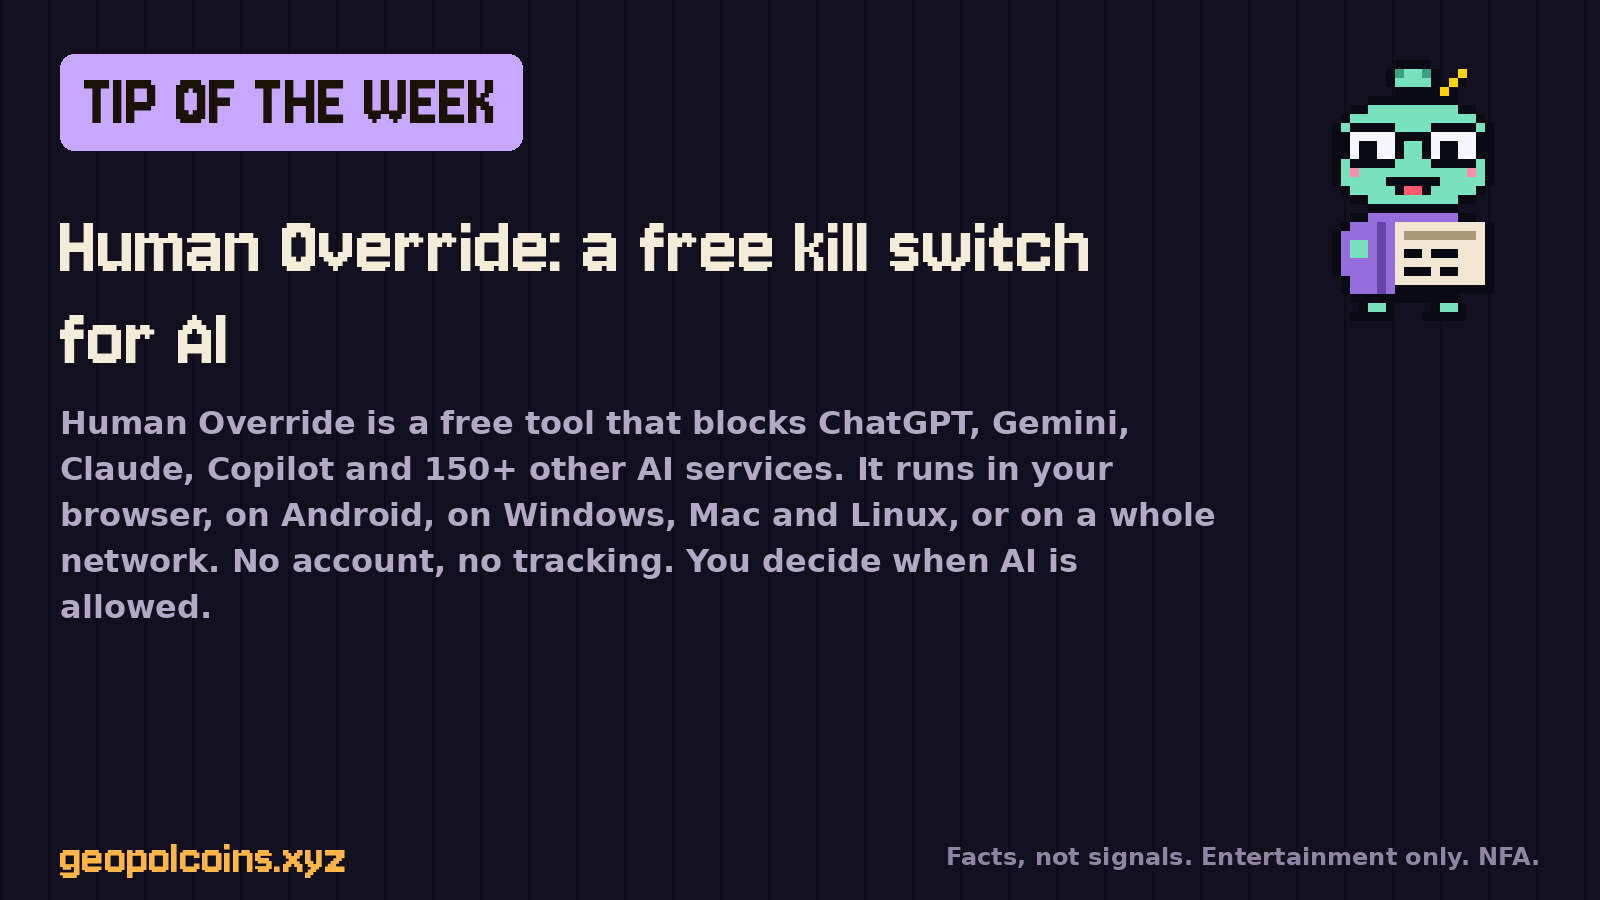 TIP OF THE WEEK
Human Override: a free kill switch
for AI
Human Override is a free tool that blocks ChatGPT, Gemini,
Claude, Copilot and 150+ other AI services. It runs in your
browser, on Android, on Windows, Mac and Linux, or on a whole
network. No account, no tracking. You decide when AI is
allowed.
geopolcoins.xyz
Facts, not signals. Entertainment only. NFA.